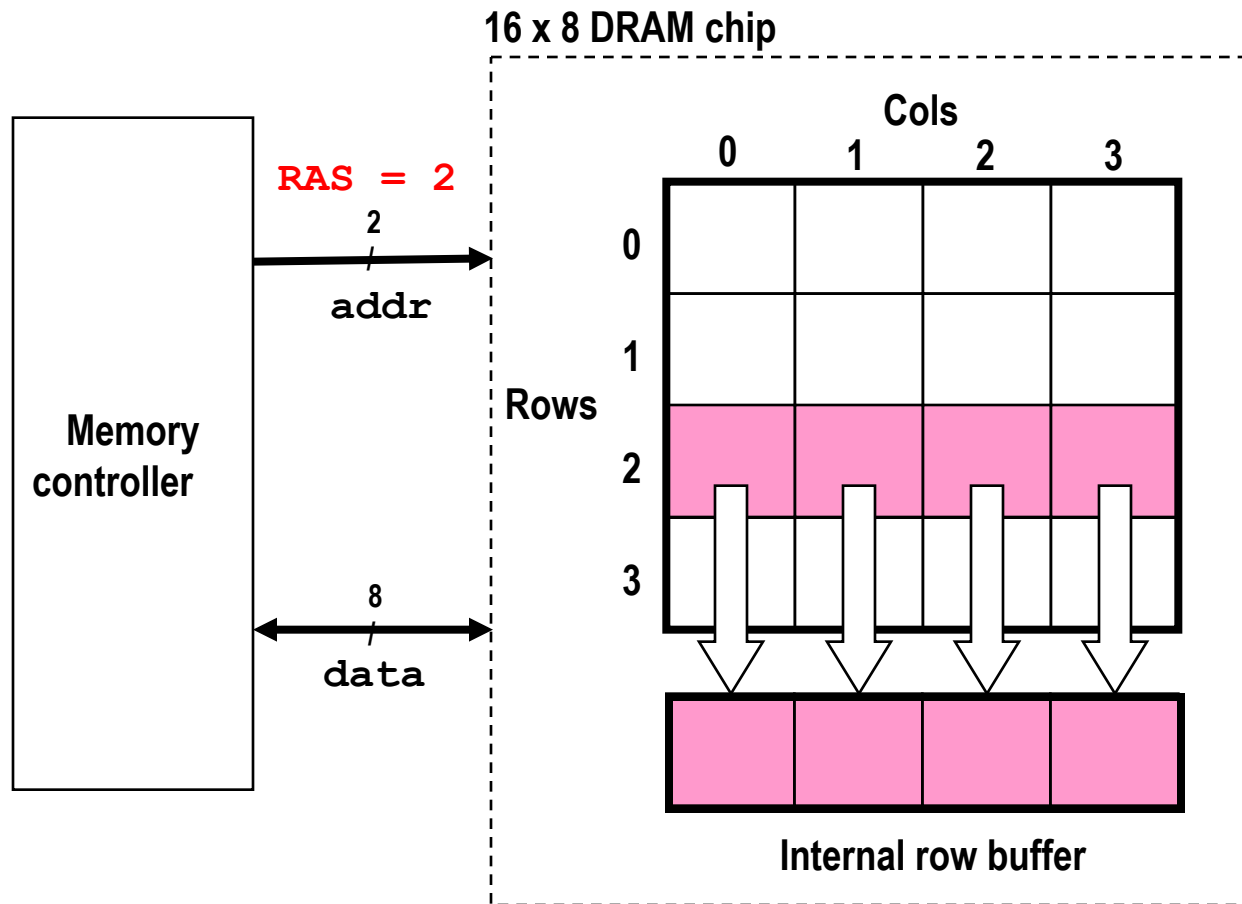 16 x 8 DRAM chip
Cols
0 1 2 3
RAS = 2
2
addr
0
1
Rows
2
3
Memory
controller
8
data
Internal row buffer